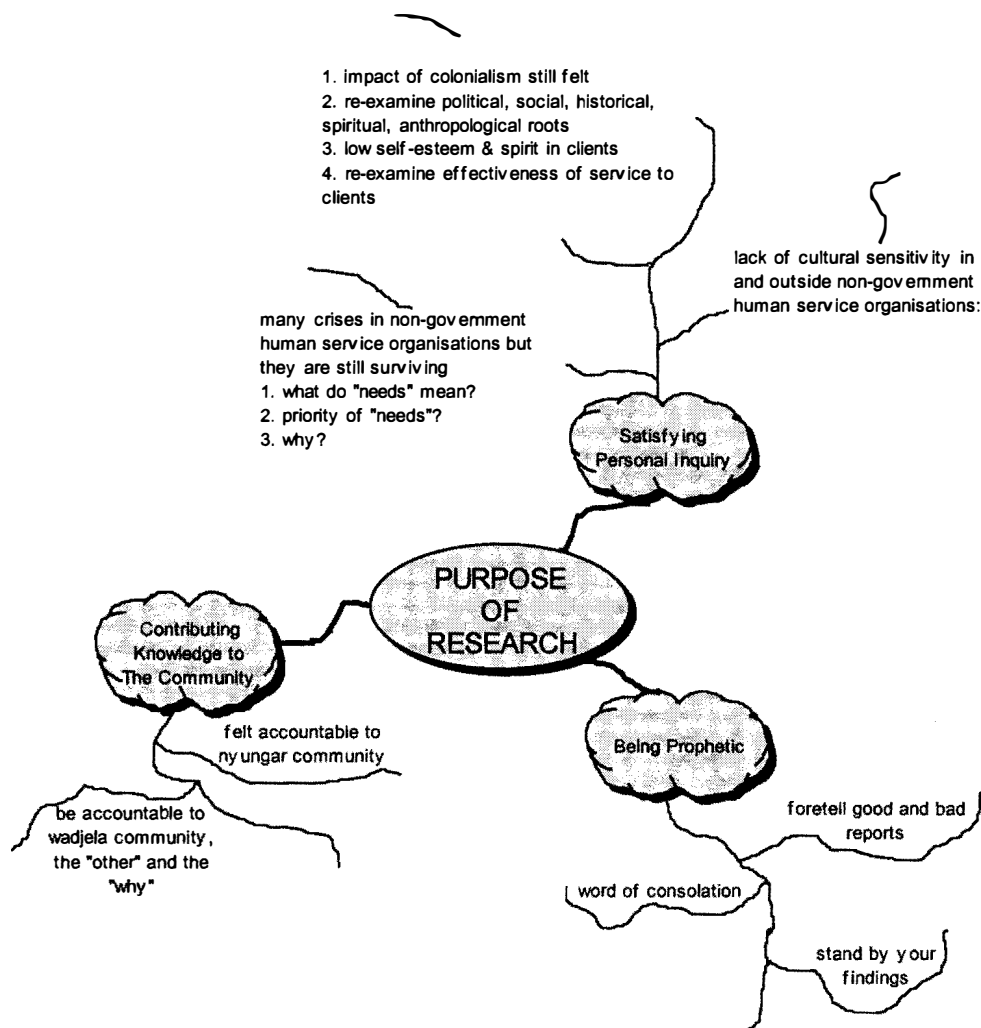 1. impact of colonialism still felt
2. re-examine political, social, historical,
spiritual, anthropological roots
3. low self-esteem & spirit in clients
4. re-examine effectiveness of service to
clients
lack of cultural sensitivity in
and outside non-government
human service organisations:
many crises in non-government
human service organisations but
they are still surviving
1. what do "needs" mean?
2. priority of "needs"?
3. why?
Satisfying
Personal Inquiry
PURPOSE
OF
RESEARCH
Contributing
Knowledge to
The Community
felt accountable to
nyungar community
be accountable to
wadjela community,
the "other" and the
"why"
Being Prophetic
foretell good and bad
reports
word of consolation
stand by your
findings